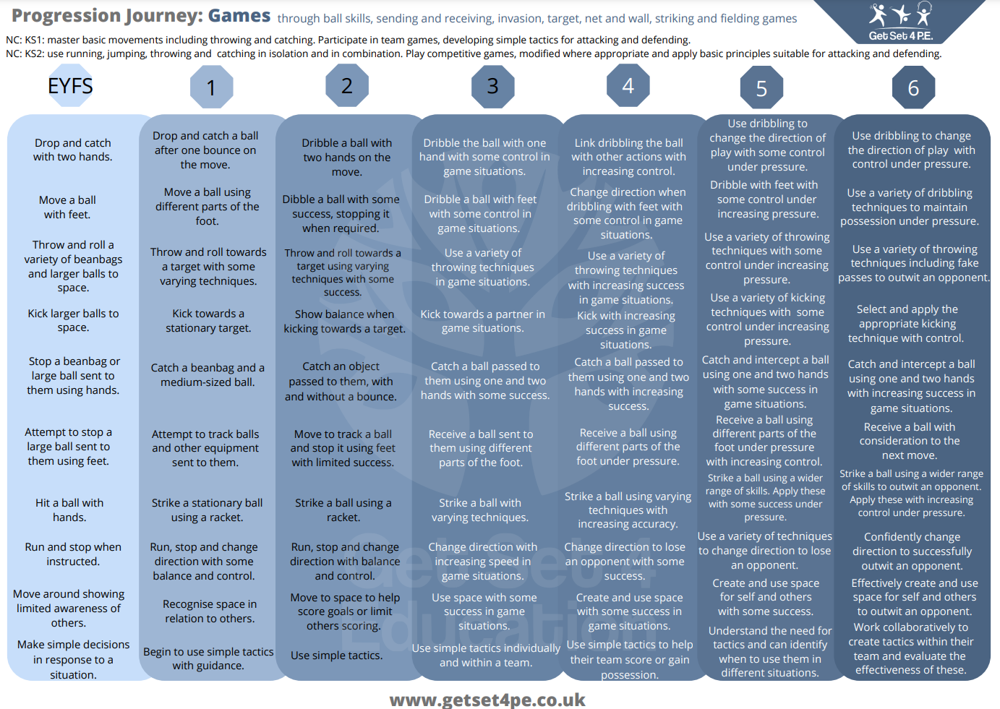 Progression Journey: Games through ball skills, sending and receiving, invasion, target, net and wall, striking and fielding games
Get Set 4 P.E.
NC: KS1: master basic movements including throwing and catching. Participate in team games, developing simple tactics for attacking and defending.
NC: KS2: use running, jumping, throwing and catching in isolation and in combination. Play competitive games, modified where appropriate and apply basic principles suitable for attacking and defending.
EYFS
Drop and catch
with two hands.
Move a ball
with feet.
Throw and roll a
variety of beanbags
and larger balls to
space.
Kick larger balls to
space.
Stop a beanbag or
large ball sent to
them using hands.
Attempt to stop a
large ball sent to
them using feet.
Hit a ball with
hands.
Run and stop when
instructed.
Move around showing
limited awareness of
others.
Make simple decisions
in response to a
situation.
1
Drop and catch a ball
after one bounce on
the move.
Move a ball using
different parts of the
foot.
Throw and roll towards
a target with some
varying techniques.
Kick towards a
stationary target.
Catch a beanbag and a
medium-sized ball.
Attempt to track balls
and other equipment
sent to them.
Strike a stationary ball
using a racket.
Run, stop and change
direction with some
balance and control.
Recognise space in
relation to others.
Begin to use simple tactics
with guidance.
2
Dribble a ball with
two hands on the
move.
Dibble a ball with some
success, stopping it
when required.
Throw and roll towards a
target using varying
techniques with some
success.
Show balance when
kicking towards a target.
Catch an object
passed to them, with
and without a bounce.
Move to track a ball
and stop it using feet
with limited success.
Strike a ball using a
racket.
Run, stop and change
direction with balance
and control.
Move to space to help
score goals or limit
others scoring.
Use simple tactics.
3
Dribble the ball with one
hand with some control in
game situations.
Dribble a ball with feet
with some control in
game situations.
Use a variety of
throwing techniques
in game situations.
Kick towards a partner in
game situations.
Catch a ball passed to
them using one and two
hands with some success.
Receive a ball sent to
them using different
parts of the foot.
Strike a ball with
varying techniques.
Change direction with
increasing speed in
game situations.
Use space with some
success in game
situations.
Use simple tactics individually
and within a team.
4
Link dribbling the ball
with other actions with
increasing control.
Change direction when
dribbling with feet with
some control in game
situations.
Use a variety of
throwing techniques
with increasing success
in game situations.
Kick with increasing
success in game
situations.
Catch a ball passed to
them using one and two
hands with increasing
success.
Receive a ball using
different parts of the
foot under pressure.
Strike a ball using varying
techniques with
increasing accuracy.
Change direction to lose
an opponent with some
success.
Create and use space
with some success in
game situations.
Use simple tactics to help
their team score or gain
possession.
5
Use dribbling to
change the direction of
play with some control
under pressure.
Dribble with feet with
some control under
increasing pressure.
Use a variety of throwing
techniques with some
control under increasing
pressure.
Use a variety of kicking
techniques with some
control under increasing
pressure.
Catch and intercept a ball
using one and two hands
with some success in
game situations.
Receive a ball using
different parts of the
foot under pressure
with increasing control.
Strike a ball using a wider
range of skills. Apply these
with some success under
pressure.
Use a variety of techniques
to change direction to lose
an opponent.
Create and use space
for self and others
with some success.
Understand the need for
tactics and can identify
when to use them in
different situations.
6
Use dribbling to change
the direction of play with
control under pressure.
Use a variety of dribbling
techniques to maintain
possession under pressure.
Use a variety of throwing
techniques including fake
passes to outwit an opponent.
Select and apply the
appropriate kicking
technique with control.
Catch and intercept a ball
using one and two hands
with increasing success in
game situations.
Receive a ball with
consideration to the
next move.
Strike a ball using a wider range
of skills to outwit an opponent.
Apply these with increasing
control under pressure.
Confidently change
direction to successfully
outwit an opponent.
Effectively create and use
space for self and others
to outwit an opponent.
Work collaboratively to
create tactics within their
team and evaluate the
effectiveness of these.
Get Set 4
Education
www.getset4pe.co.uk